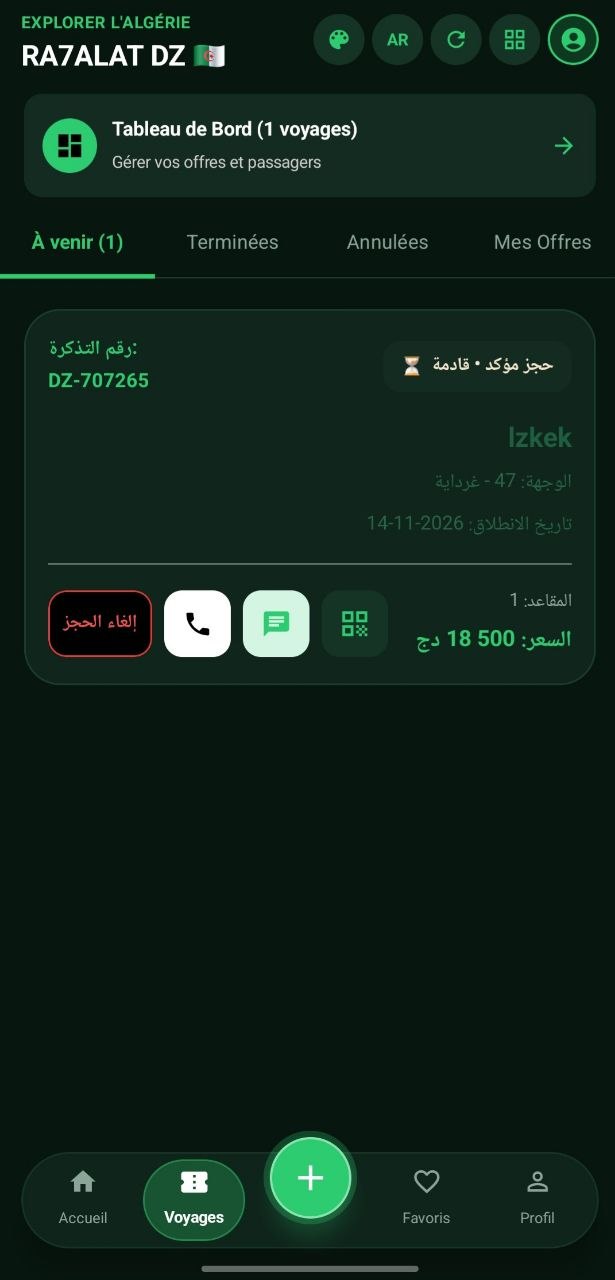 EXPLORER L'ALGÉRIE
RA7ALAT DZ 🇩🇿
AR
Tableau de Bord (1 voyages)
Gérer vos offres et passagers
À venir (1)
Terminées
Annulées
Mes Offres
رقم التذكرة:
DZ-707265
حجز مؤكد • قادمة ⏳
lzkek
الوجهة: 47 - غرداية
تاريخ الانطلاق: 2026-11-14
المقاعد: 1
السعر: 500 18 دج
إلغاء الحجز
Accueil
Voyages
Favoris
Profil